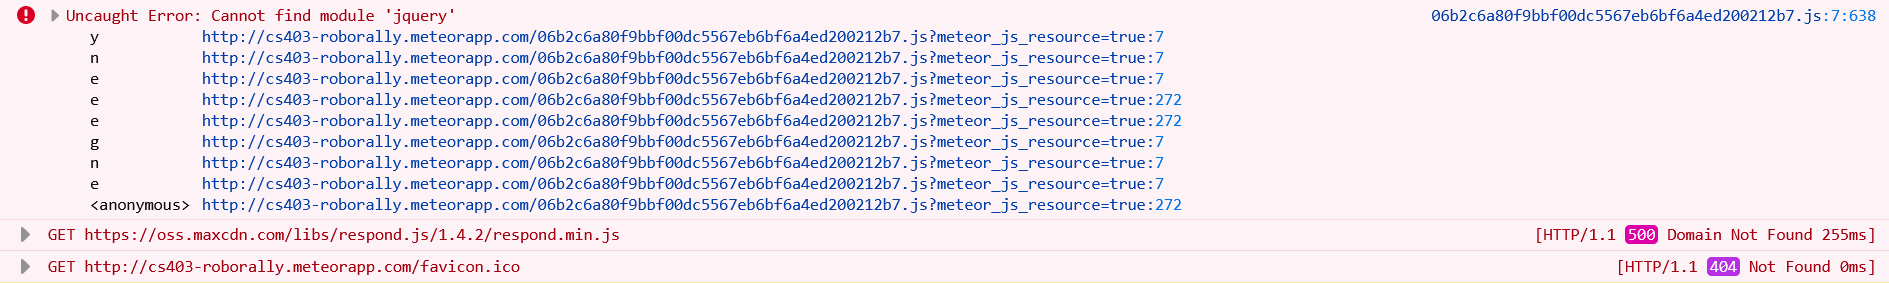 Uncaught Error: Cannot find module 'jquery' 06b2c6a80f9bbf00dc5567eb6bf6a4ed200212b7.js:7:638
y http://cs403-roborally.meteorapp.com/06b2c6a80f9bbf00dc5567eb6bf6a4ed200212b7.js?meteor_js_resource=true:7
n http://cs403-roborally.meteorapp.com/06b2c6a80f9bbf00dc5567eb6bf6a4ed200212b7.js?meteor_js_resource=true:7
e http://cs403-roborally.meteorapp.com/06b2c6a80f9bbf00dc5567eb6bf6a4ed200212b7.js?meteor_js_resource=true:7
e http://cs403-roborally.meteorapp.com/06b2c6a80f9bbf00dc5567eb6bf6a4ed200212b7.js?meteor_js_resource=true:272
e http://cs403-roborally.meteorapp.com/06b2c6a80f9bbf00dc5567eb6bf6a4ed200212b7.js?meteor_js_resource=true:272
g http://cs403-roborally.meteorapp.com/06b2c6a80f9bbf00dc5567eb6bf6a4ed200212b7.js?meteor_js_resource=true:7
n http://cs403-roborally.meteorapp.com/06b2c6a80f9bbf00dc5567eb6bf6a4ed200212b7.js?meteor_js_resource=true:7
e http://cs403-roborally.meteorapp.com/06b2c6a80f9bbf00dc5567eb6bf6a4ed200212b7.js?meteor_js_resource=true:7
<anonymous> http://cs403-roborally.meteorapp.com/06b2c6a80f9bbf00dc5567eb6bf6a4ed200212b7.js?meteor_js_resource=true:272
GET https://oss.maxcdn.com/libs/respond.js/1.4.2/respond.min.js [HTTP/1.1 500 Domain Not Found 255ms]
GET http://cs403-roborally.meteorapp.com/favicon.ico [HTTP/1.1 404 Not Found 0ms]